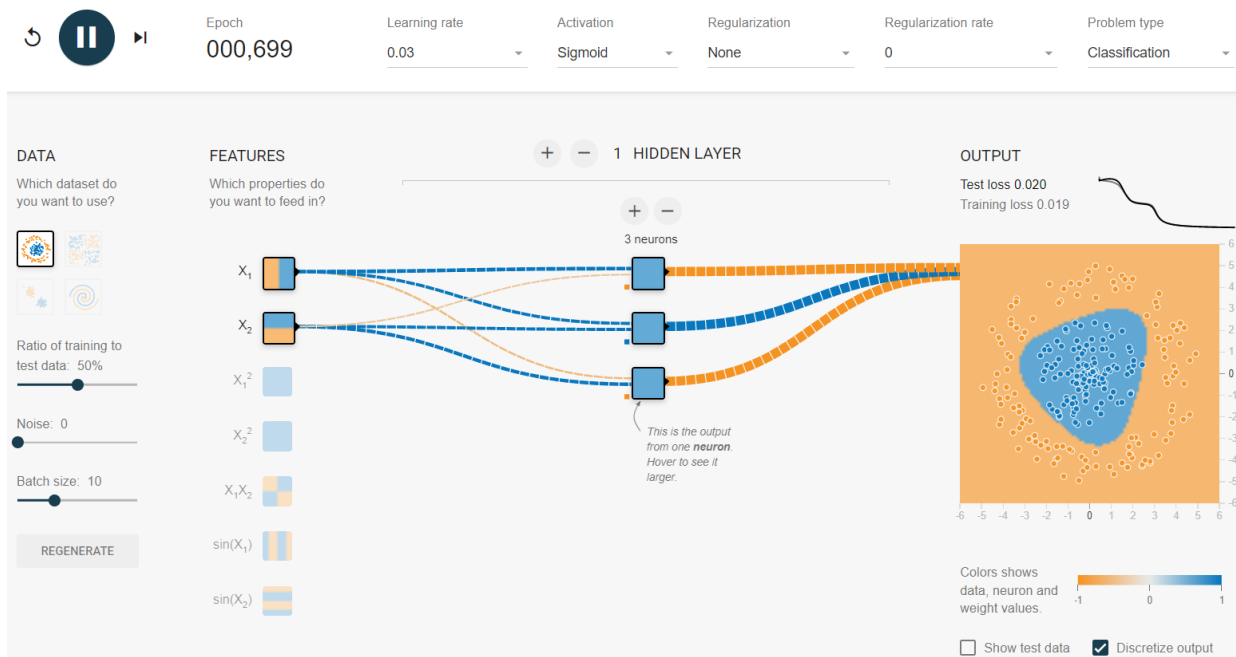 Epoch
000,699
Learning rate
0.03
Activation
Sigmoid
Regularization
None
Regularization rate
0
Problem type
Classification
DATA
Which dataset do
you want to use?
Ratio of training to
test data: 50%
Noise: 0
Batch size: 10
REGENERATE
FEATURES
Which properties do
you want to feed in?
X₁
X₂
X₁²
X₂²
X₁X₂
sin(X₁)
sin(X₂)
+ − 1 HIDDEN LAYER
+ −
3 neurons
This is the output
from one neuron.
Hover to see it
larger.
OUTPUT
Test loss 0.020
Training loss 0.019
6
5
4
3
2
1
0
-1
-2
-3
-4
-5
-6
-6 -5 -4 -3 -2 -1 0 1 2 3 4 5 6
Colors shows
data, neuron and
weight values.
-1 0 1
Show test data
Discretize output